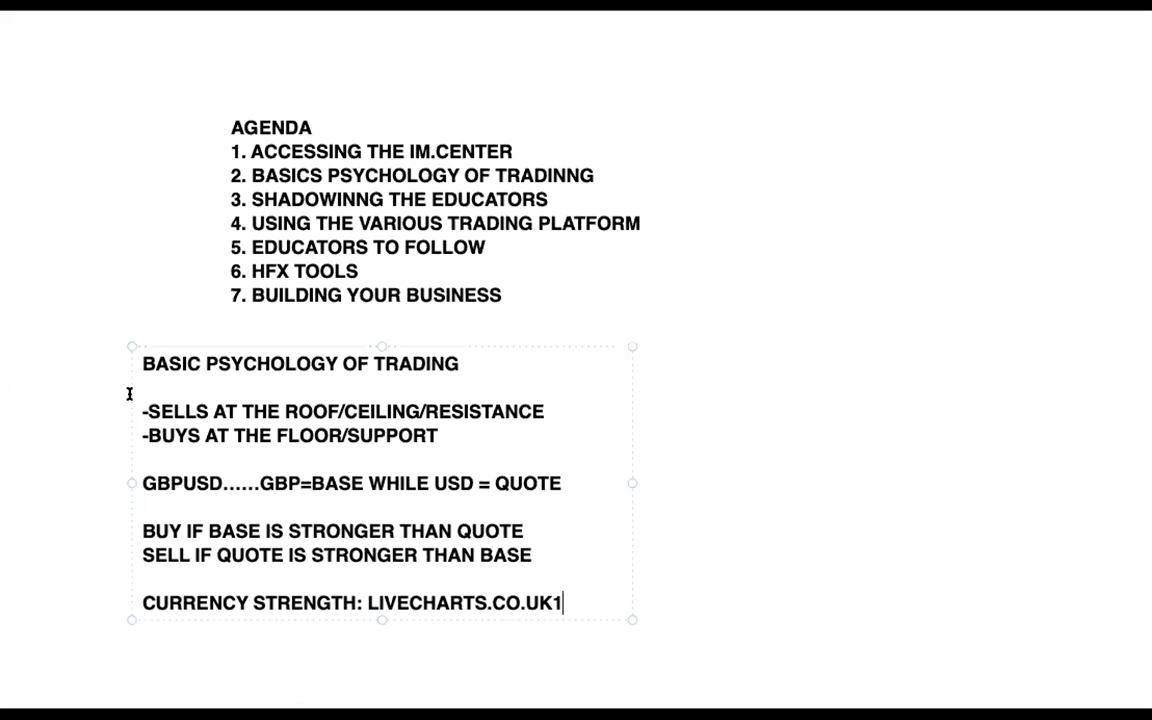 AGENDA
1. ACCESSING THE IM.CENTER
2. BASICS PSYCHOLOGY OF TRADINNG
3. SHADOWINNG THE EDUCATORS
4. USING THE VARIOUS TRADING PLATFORM
5. EDUCATORS TO FOLLOW
6. HFX TOOLS
7. BUILDING YOUR BUSINESS
BASIC PSYCHOLOGY OF TRADING
-SELLS AT THE ROOF/CEILING/RESISTANCE
-BUYS AT THE FLOOR/SUPPORT
GBPUSD......GBP=BASE WHILE USD = QUOTE
BUY IF BASE IS STRONGER THAN QUOTE
SELL IF QUOTE IS STRONGER THAN BASE
CURRENCY STRENGTH: LIVECHARTS.CO.UK1